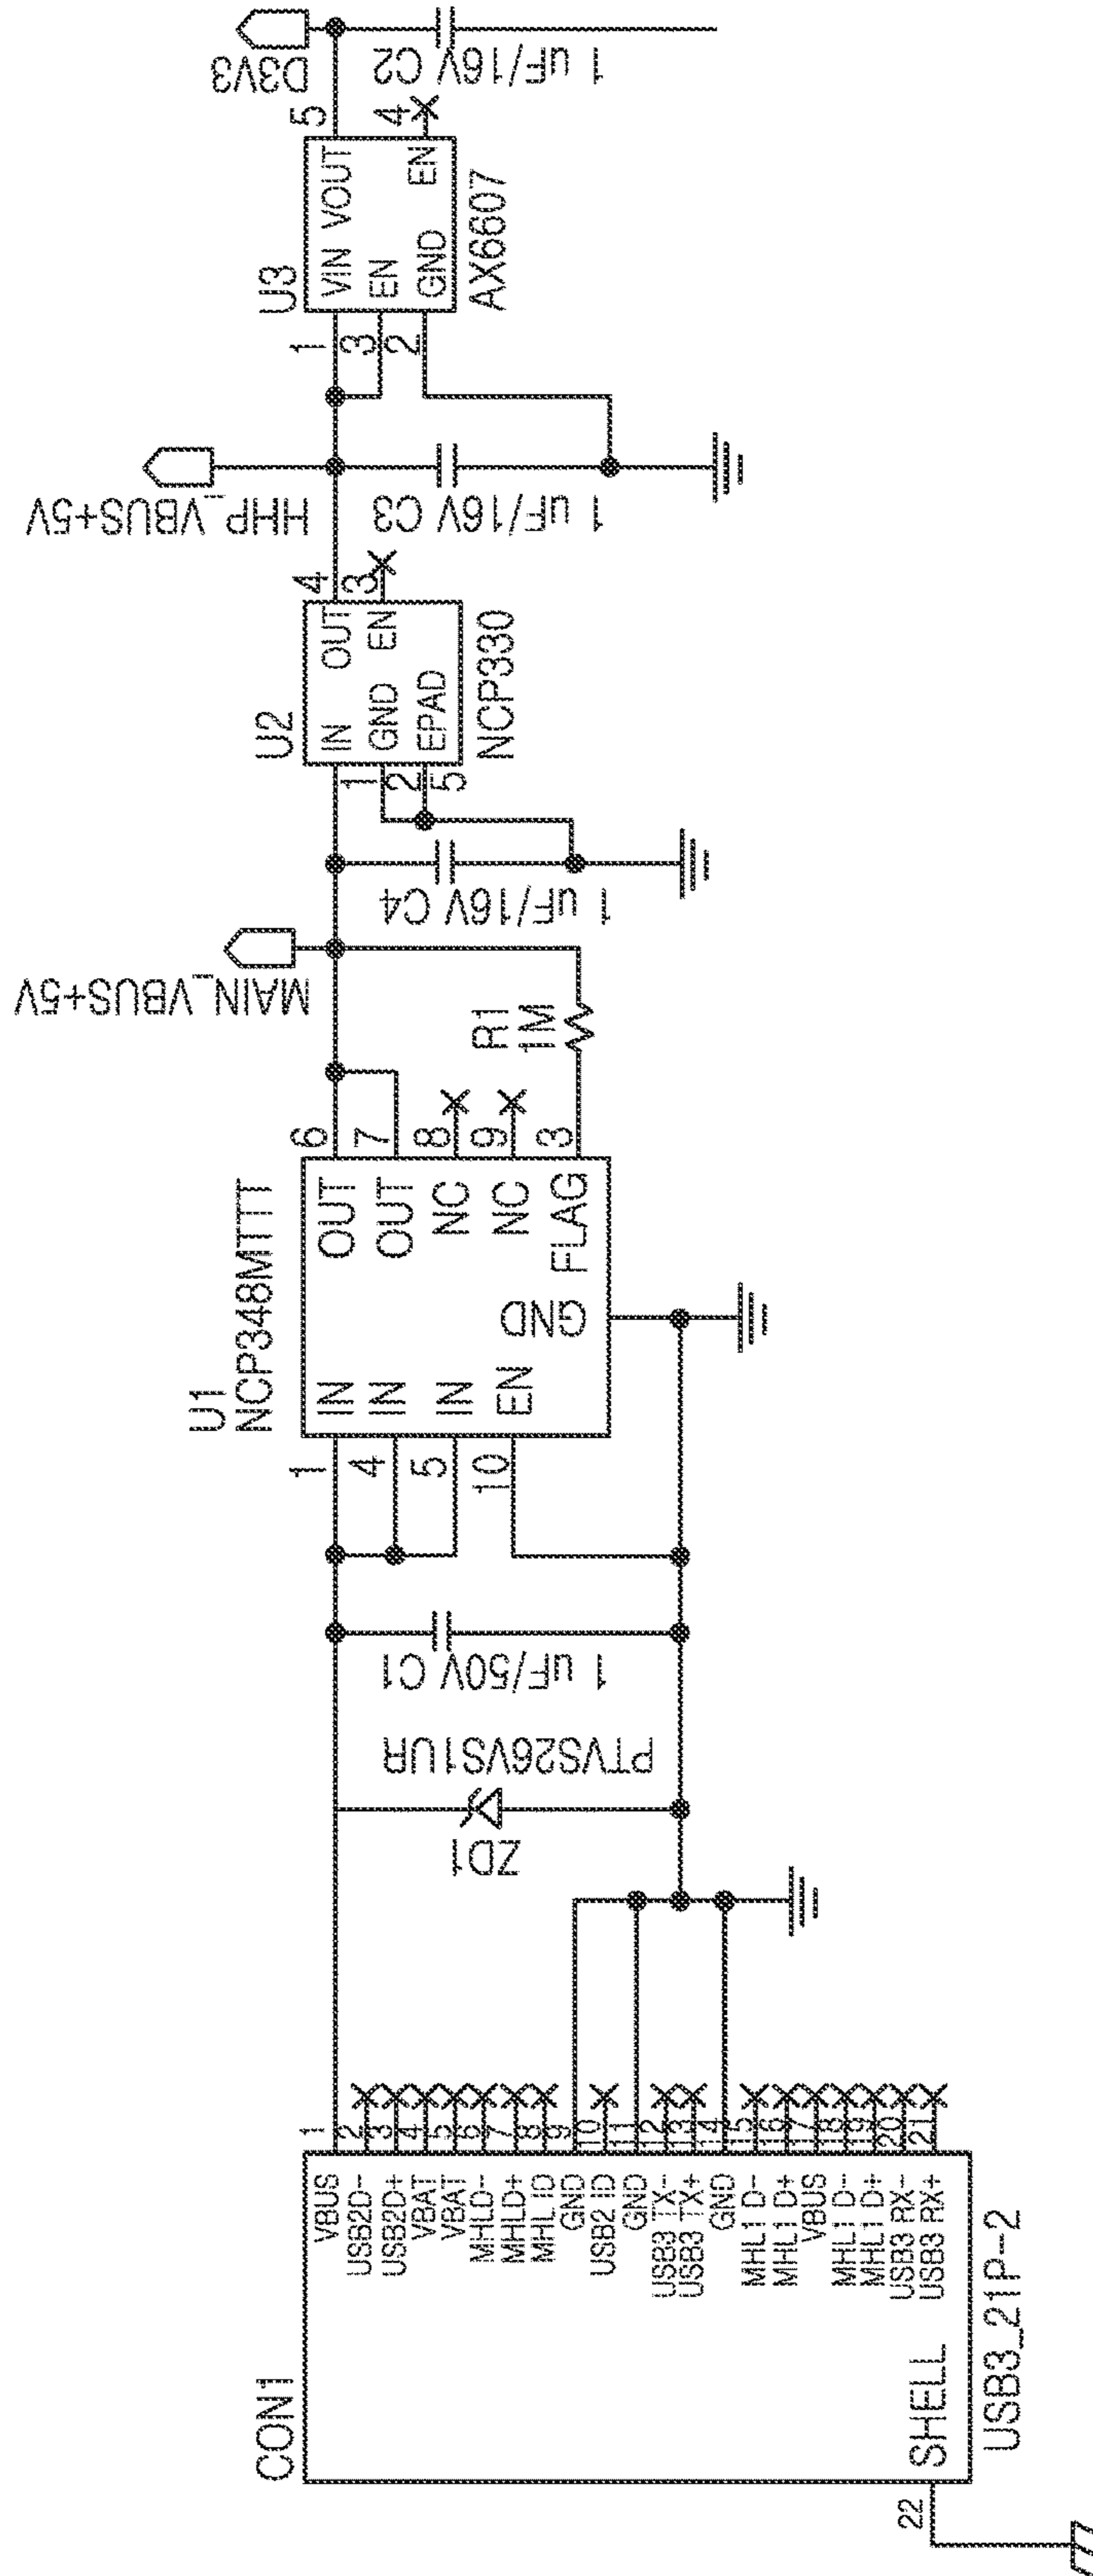 CON1
VBUS 1
USB2D- 2
USB2D+ 3
VBAT 4
VBAT 5
MHLD- 6
MHLD+ 7
MHL ID 8
GND 9
USB2 ID 10
GND 11
USB3 TX- 12
USB3 TX+ 13
GND 14
MHL1 D- 15
MHL1 D+ 16
VBUS 17
MHL1 D- 18
MHL1 D+ 19
USB3 RX- 20
USB3 RX+ 21
22 SHELL
USB3_21P-2
ZD1
PTVS26VS1UR
1 uF/50V C1
U1
NCP348MTTT
1 IN OUT 6
4 IN OUT 7
5 IN NC 8
10 EN NC 9
GND
FLAG 3
R1
1M
MAIN_VBUS+5V
1 uF/16V C4
U2
1 IN OUT 4
2 GND EN 3
5 EPAD
NCP330
HHP_VBUS+5V
1 uF/16V C3
U3
1 VIN VOUT 5
3 EN
2 GND EN 4
AX6607
D3V3
1 uF/16V C2